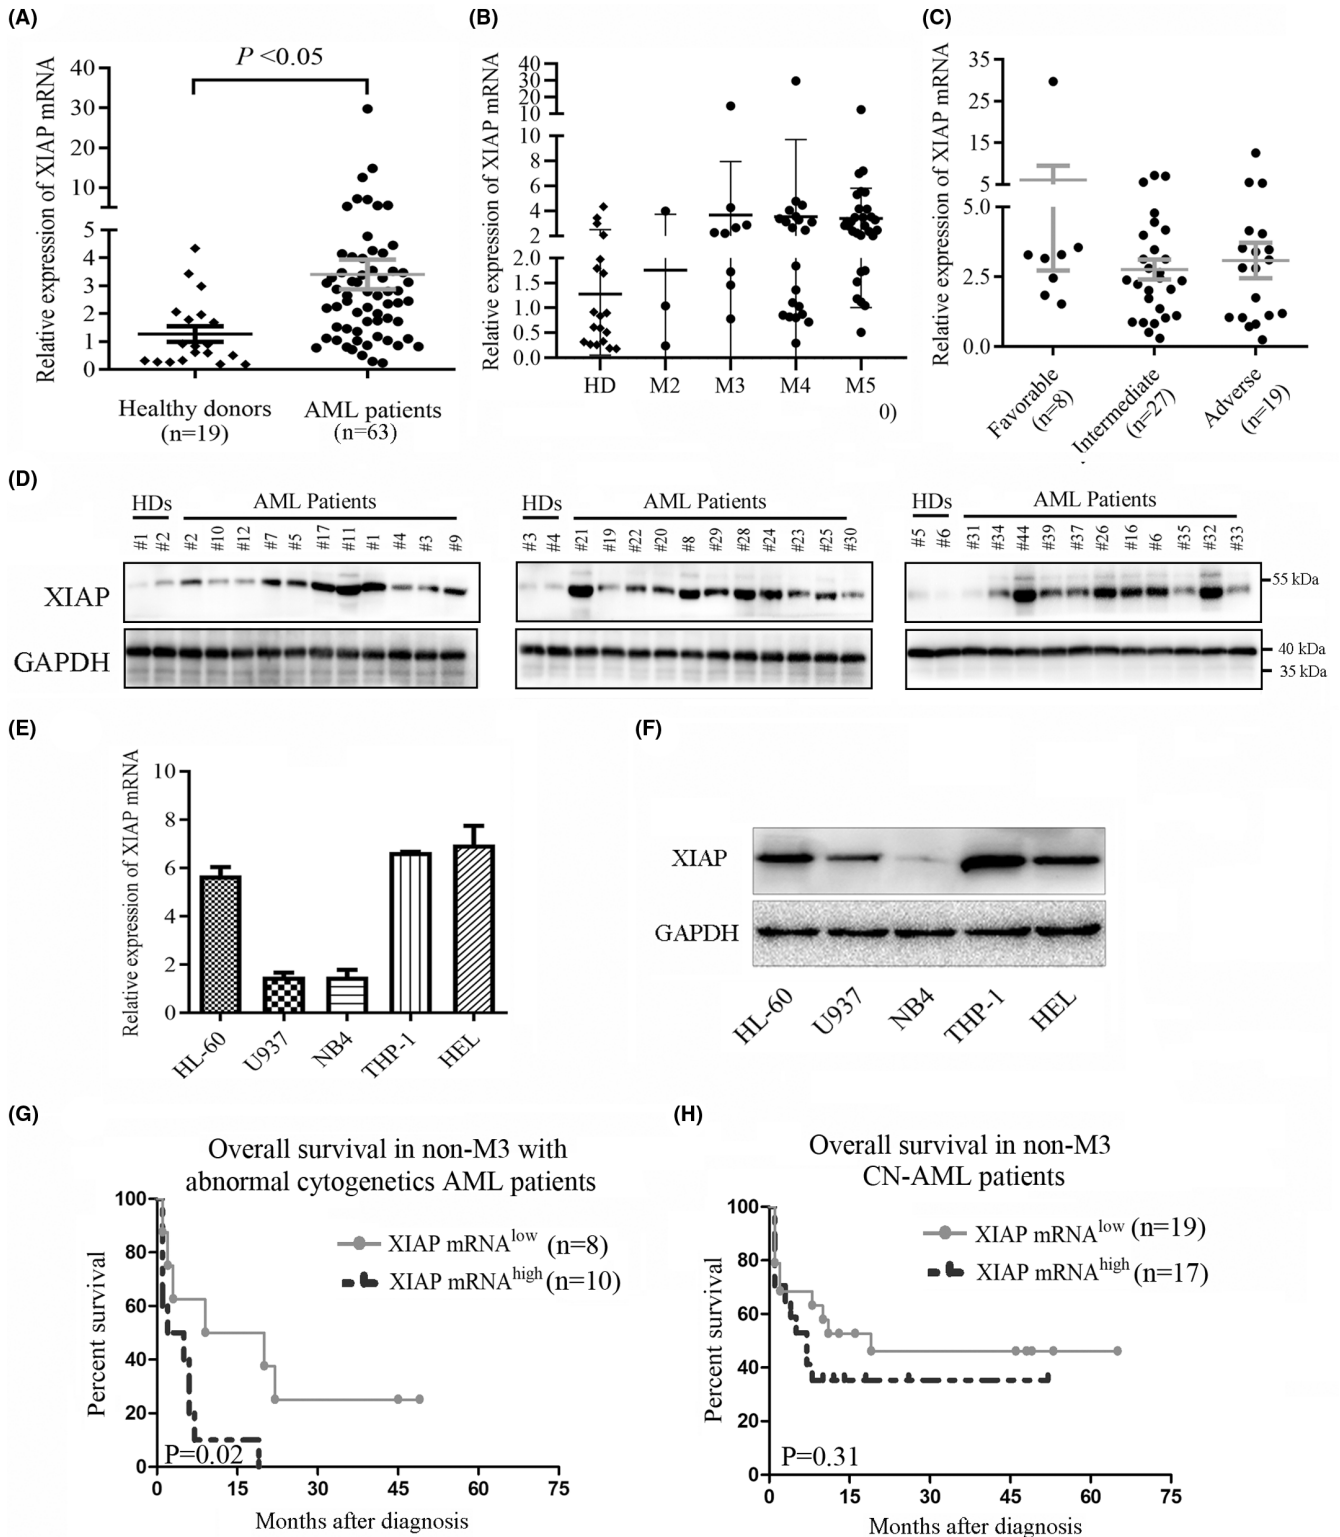 (A)
P <0.05
Relative expression of XIAP mRNA
40
30
20
10
5
4
3
2
1
0
Healthy donors
(n=19)
AML patients
(n=63)
(B)
Relative expression of XIAP mRNA
40
30
20
10
10
8
6
4
2
2.0
1.5
1.0
0.5
0.0
HD
M2
M3
M4
M5
0)
(C)
Relative expression of XIAP mRNA
35
25
15
5
5.0
2.5
0.0
Favorable
(n=8)
Intermediate
(n=27)
Adverse
(n=19)
(D)
HDs
AML Patients
#1 #2 #2 #10 #12 #7 #5 #17 #11 #1 #4 #3 #9
HDs
AML Patients
#3 #4 #21 #19 #22 #20 #8 #29 #28 #24 #23 #25 #30
HDs
AML Patients
#5 #6 #31 #34 #44 #39 #37 #26 #16 #6 #35 #32 #33
XIAP
55 kDa
GAPDH
40 kDa
35 kDa
(E)
Relative expression of XIAP mRNA
10
8
6
4
2
0
HL-60
U937
NB4
THP-1
HEL
(F)
XIAP
GAPDH
HL-60
U937
NB4
THP-1
HEL
(G)
Overall survival in non-M3 with
abnormal cytogenetics AML patients
XIAP mRNAlow (n=8)
XIAP mRNAhigh (n=10)
Percent survival
100
80
60
40
20
0
P=0.02
0 15 30 45 60 75
Months after diagnosis
(H)
Overall survival in non-M3
CN-AML patients
XIAP mRNAlow (n=19)
XIAP mRNAhigh (n=17)
Percent survival
100
80
60
40
20
0
P=0.31
0 15 30 45 60 75
Months after diagnosis